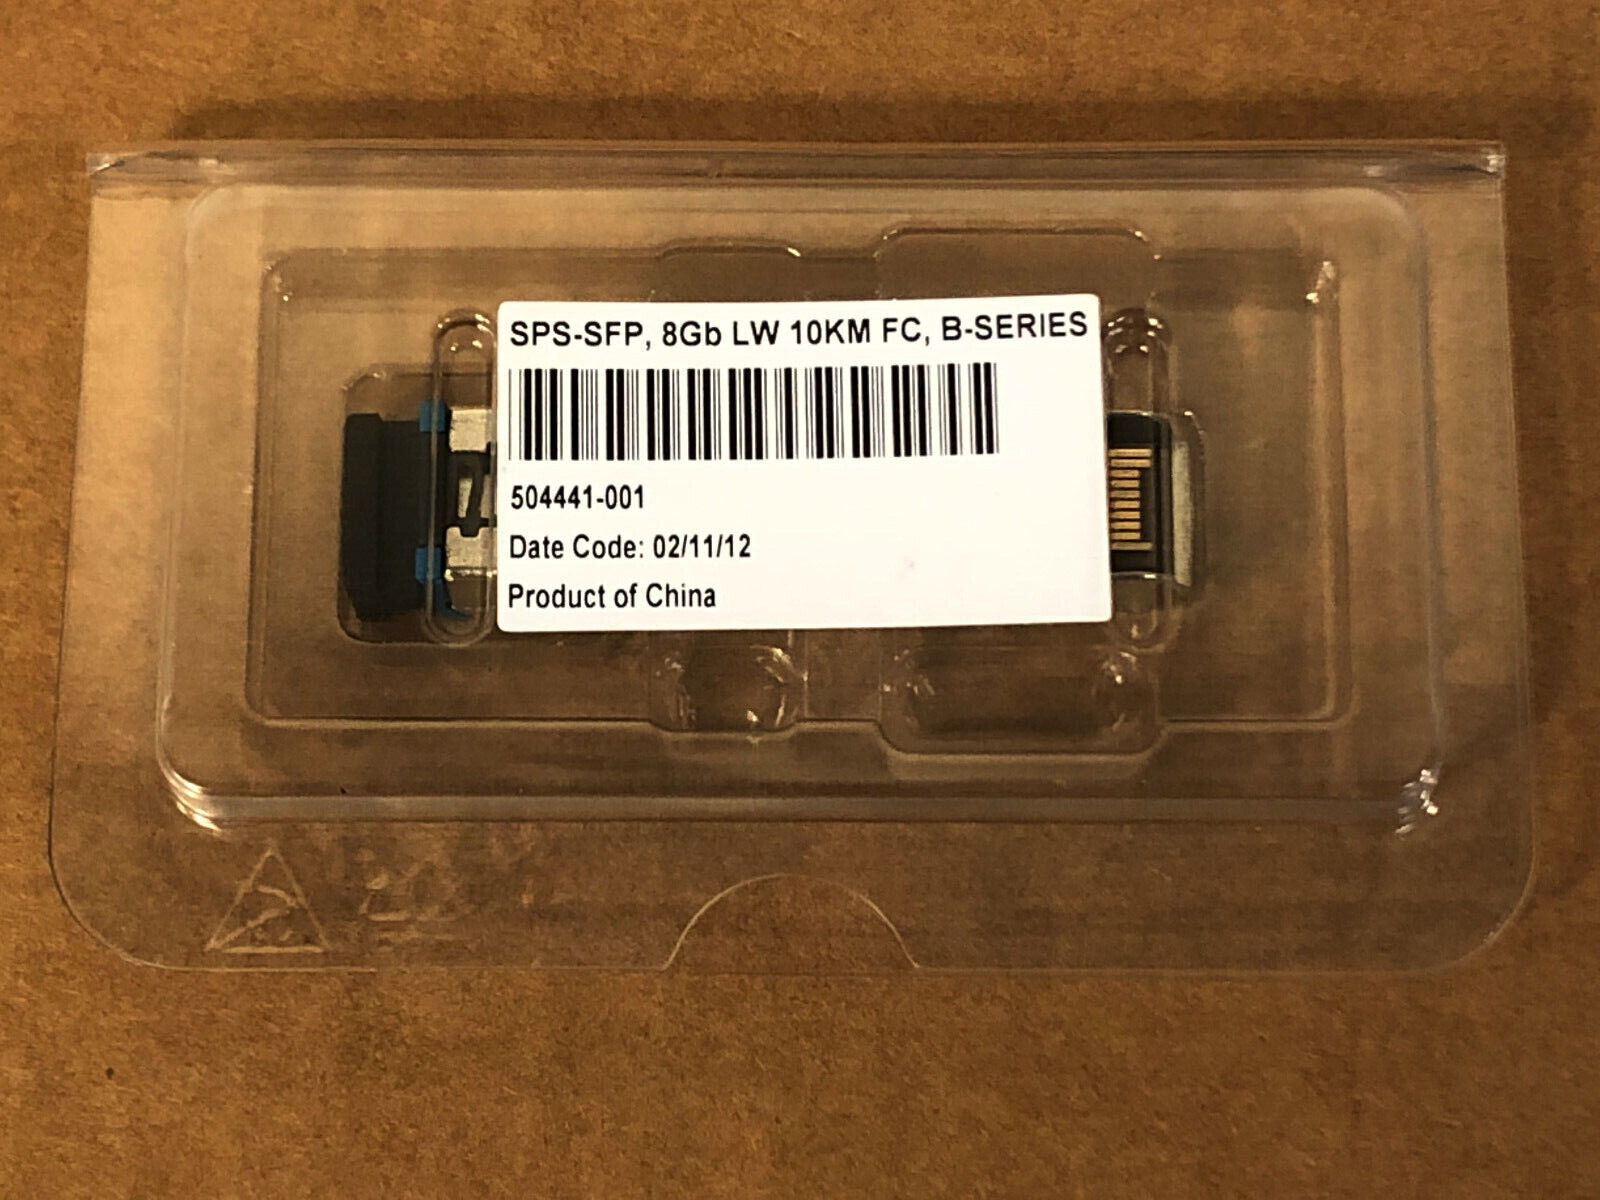 SPS-SFP, 8Gb LW 10KM FC, B-SERIES
504441-001
Date Code: 02/11/12
Product of China